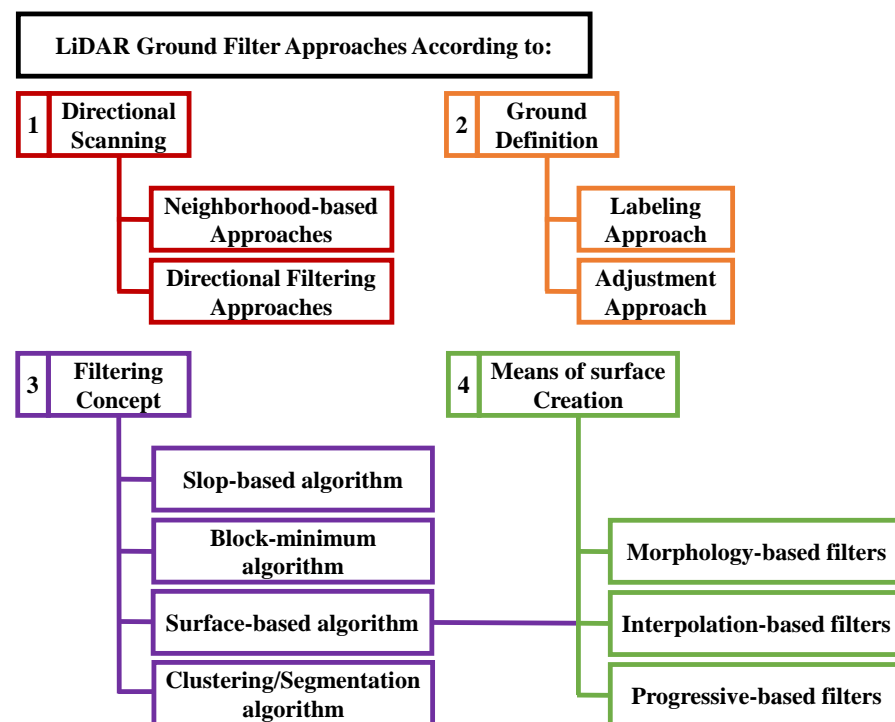 LiDAR Ground Filter Approaches According to:
1
Directional
Scanning
Neighborhood-based
Approaches
Directional Filtering
Approaches
2
Ground
Definition
Labeling
Approach
Adjustment
Approach
3
Filtering
Concept
Slop-based algorithm
Block-minimum
algorithm
Surface-based algorithm
Clustering/Segmentation
algorithm
4
Means of surface
Creation
Morphology-based filters
Interpolation-based filters
Progressive-based filters